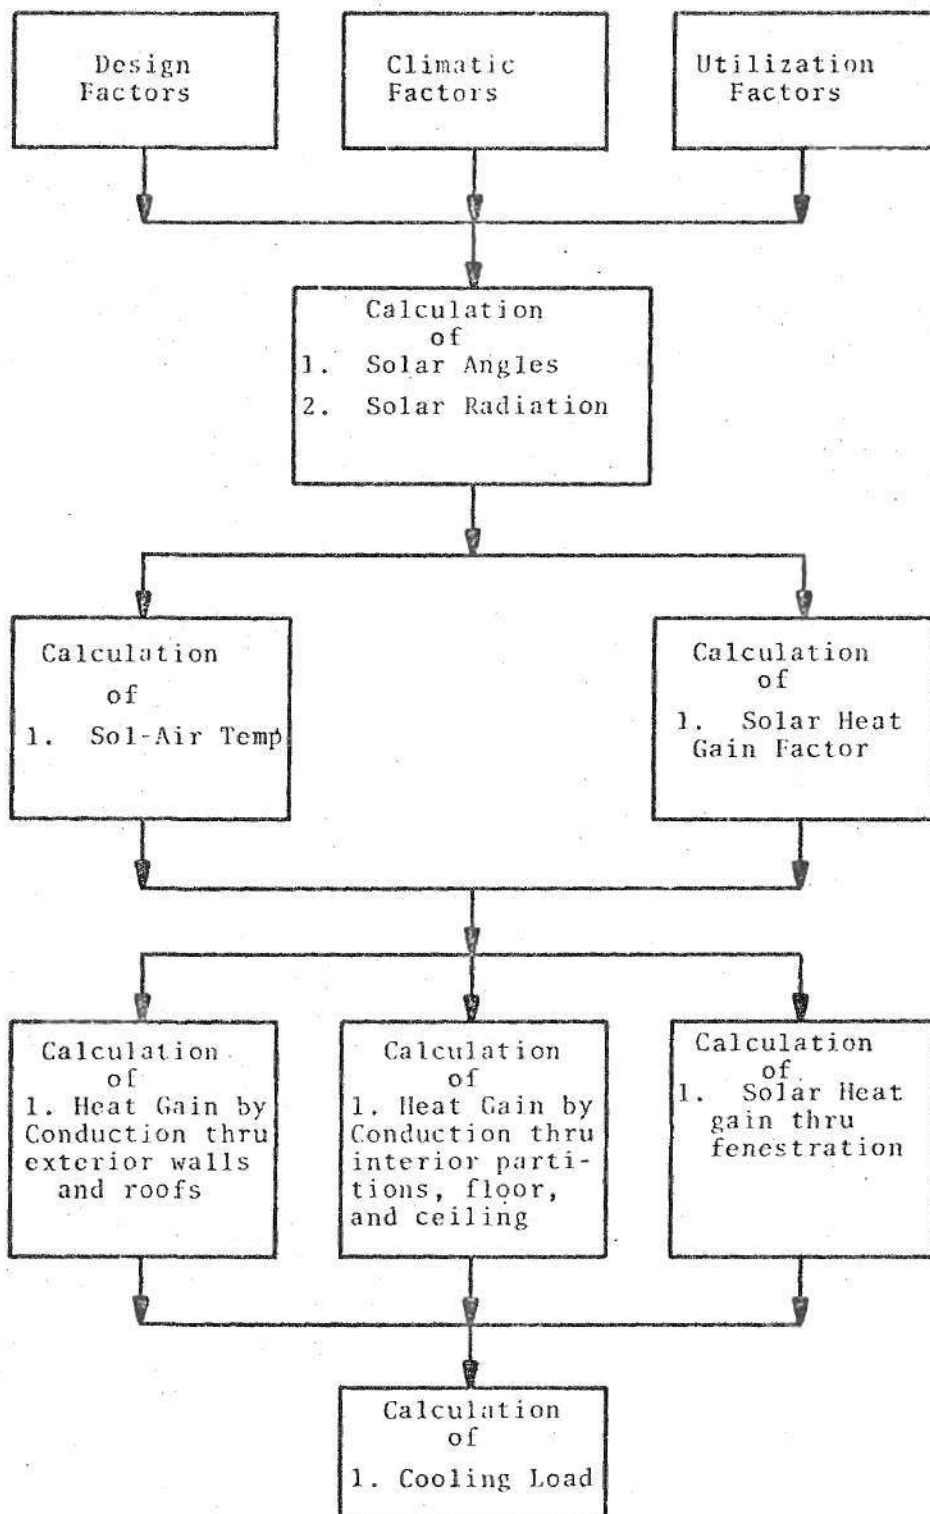 Design
Factors
Climatic
Factors
Utilization
Factors
Calculation
of
1. Solar Angles
2. Solar Radiation
Calculation
of
1. Sol-Air Temp
Calculation
of
1. Solar Heat
Gain Factor
Calculation
of
1. Heat Gain by
Conduction thru
exterior walls
and roofs
Calculation
of
1. Heat Gain by
Conduction thru
interior parti-
tions, floor,
and ceiling
Calculation
of
1. Solar Heat
gain thru
fenestration
Calculation
of
1. Cooling Load